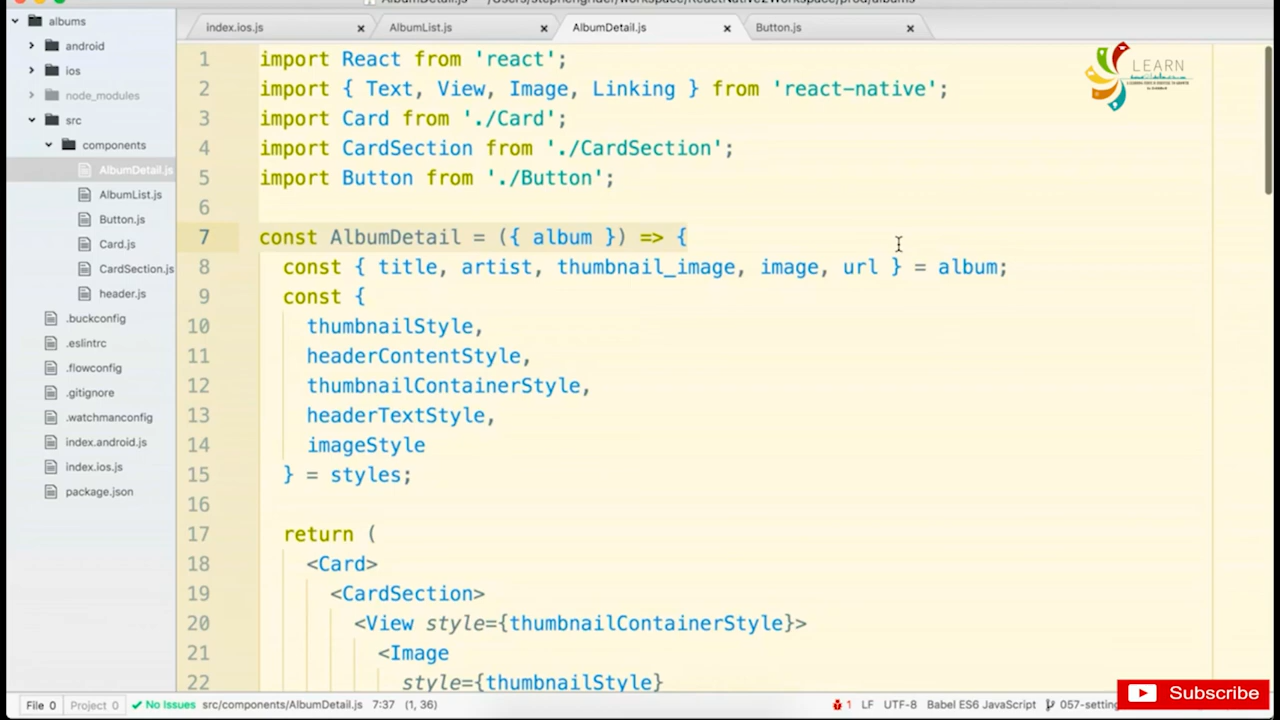 albums
android
ios
node_modules
src
components
AlbumDetail.js
AlbumList.js
Button.js
Card.js
CardSection.js
header.js
.buckconfig
.eslintrc
.flowconfig
.gitignore
.watchmanconfig
index.android.js
index.ios.js
package.json
index.ios.js × AlbumList.js × AlbumDetail.js × Button.js ×
1 import React from 'react';
2 import { Text, View, Image, Linking } from 'react-native';
3 import Card from './Card';
4 import CardSection from './CardSection';
5 import Button from './Button';
6
7 const AlbumDetail = ({ album }) => {
8 const { title, artist, thumbnail_image, image, url } = album;
9 const {
10 thumbnailStyle,
11 headerContentStyle,
12 thumbnailContainerStyle,
13 headerTextStyle,
14 imageStyle
15 } = styles;
16
17 return (
18 <Card>
19 <CardSection>
20 <View style={thumbnailContainerStyle}>
21 <Image
22 style={thumbnailStyle}
LEARN
File 0 Project 0 No Issues src/components/AlbumDetail.js 7:37 (1, 36)
1 LF UTF-8 Babel ES6 JavaScript 057-setting
Subscribe